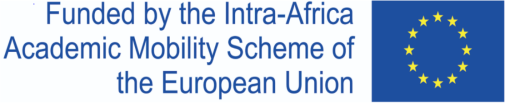 Funded by the Intra-Africa
Academic Mobility Scheme of
the European Union